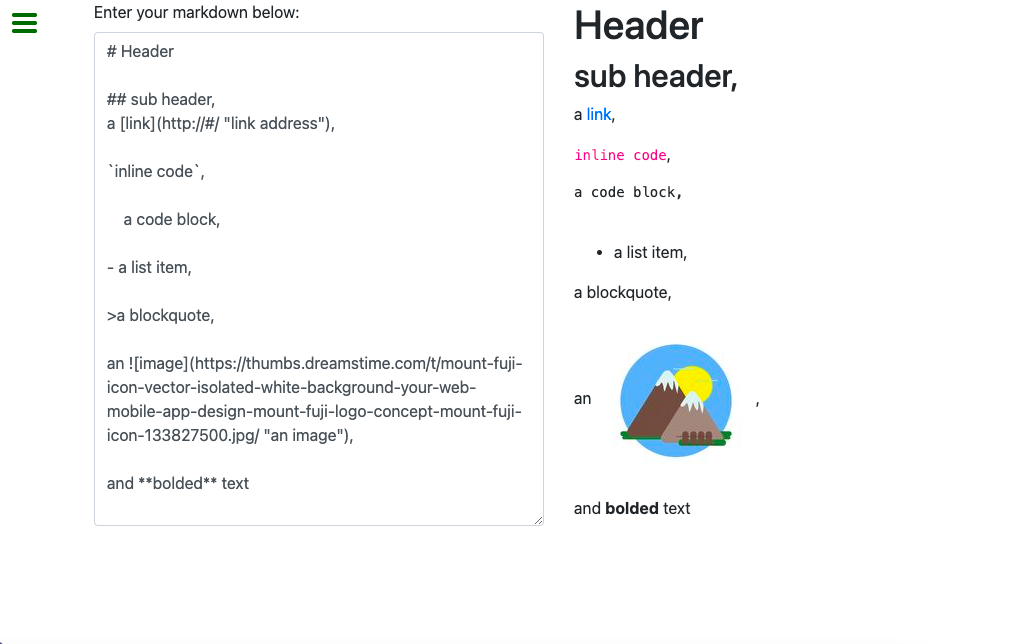 Enter your markdown below:
# Header
## sub header,
a [link](http://#/ "link address"),
`inline code`,
    a code block,
- a list item,
>a blockquote,
an ![image](https://thumbs.dreamstime.com/t/mount-fuji-
icon-vector-isolated-white-background-your-web-
mobile-app-design-mount-fuji-logo-concept-mount-fuji-
icon-133827500.jpg/ "an image"),
and **bolded** text
Header
sub header,
a link,
inline code,
a code block,
• a list item,
a blockquote,
an ,
and bolded text